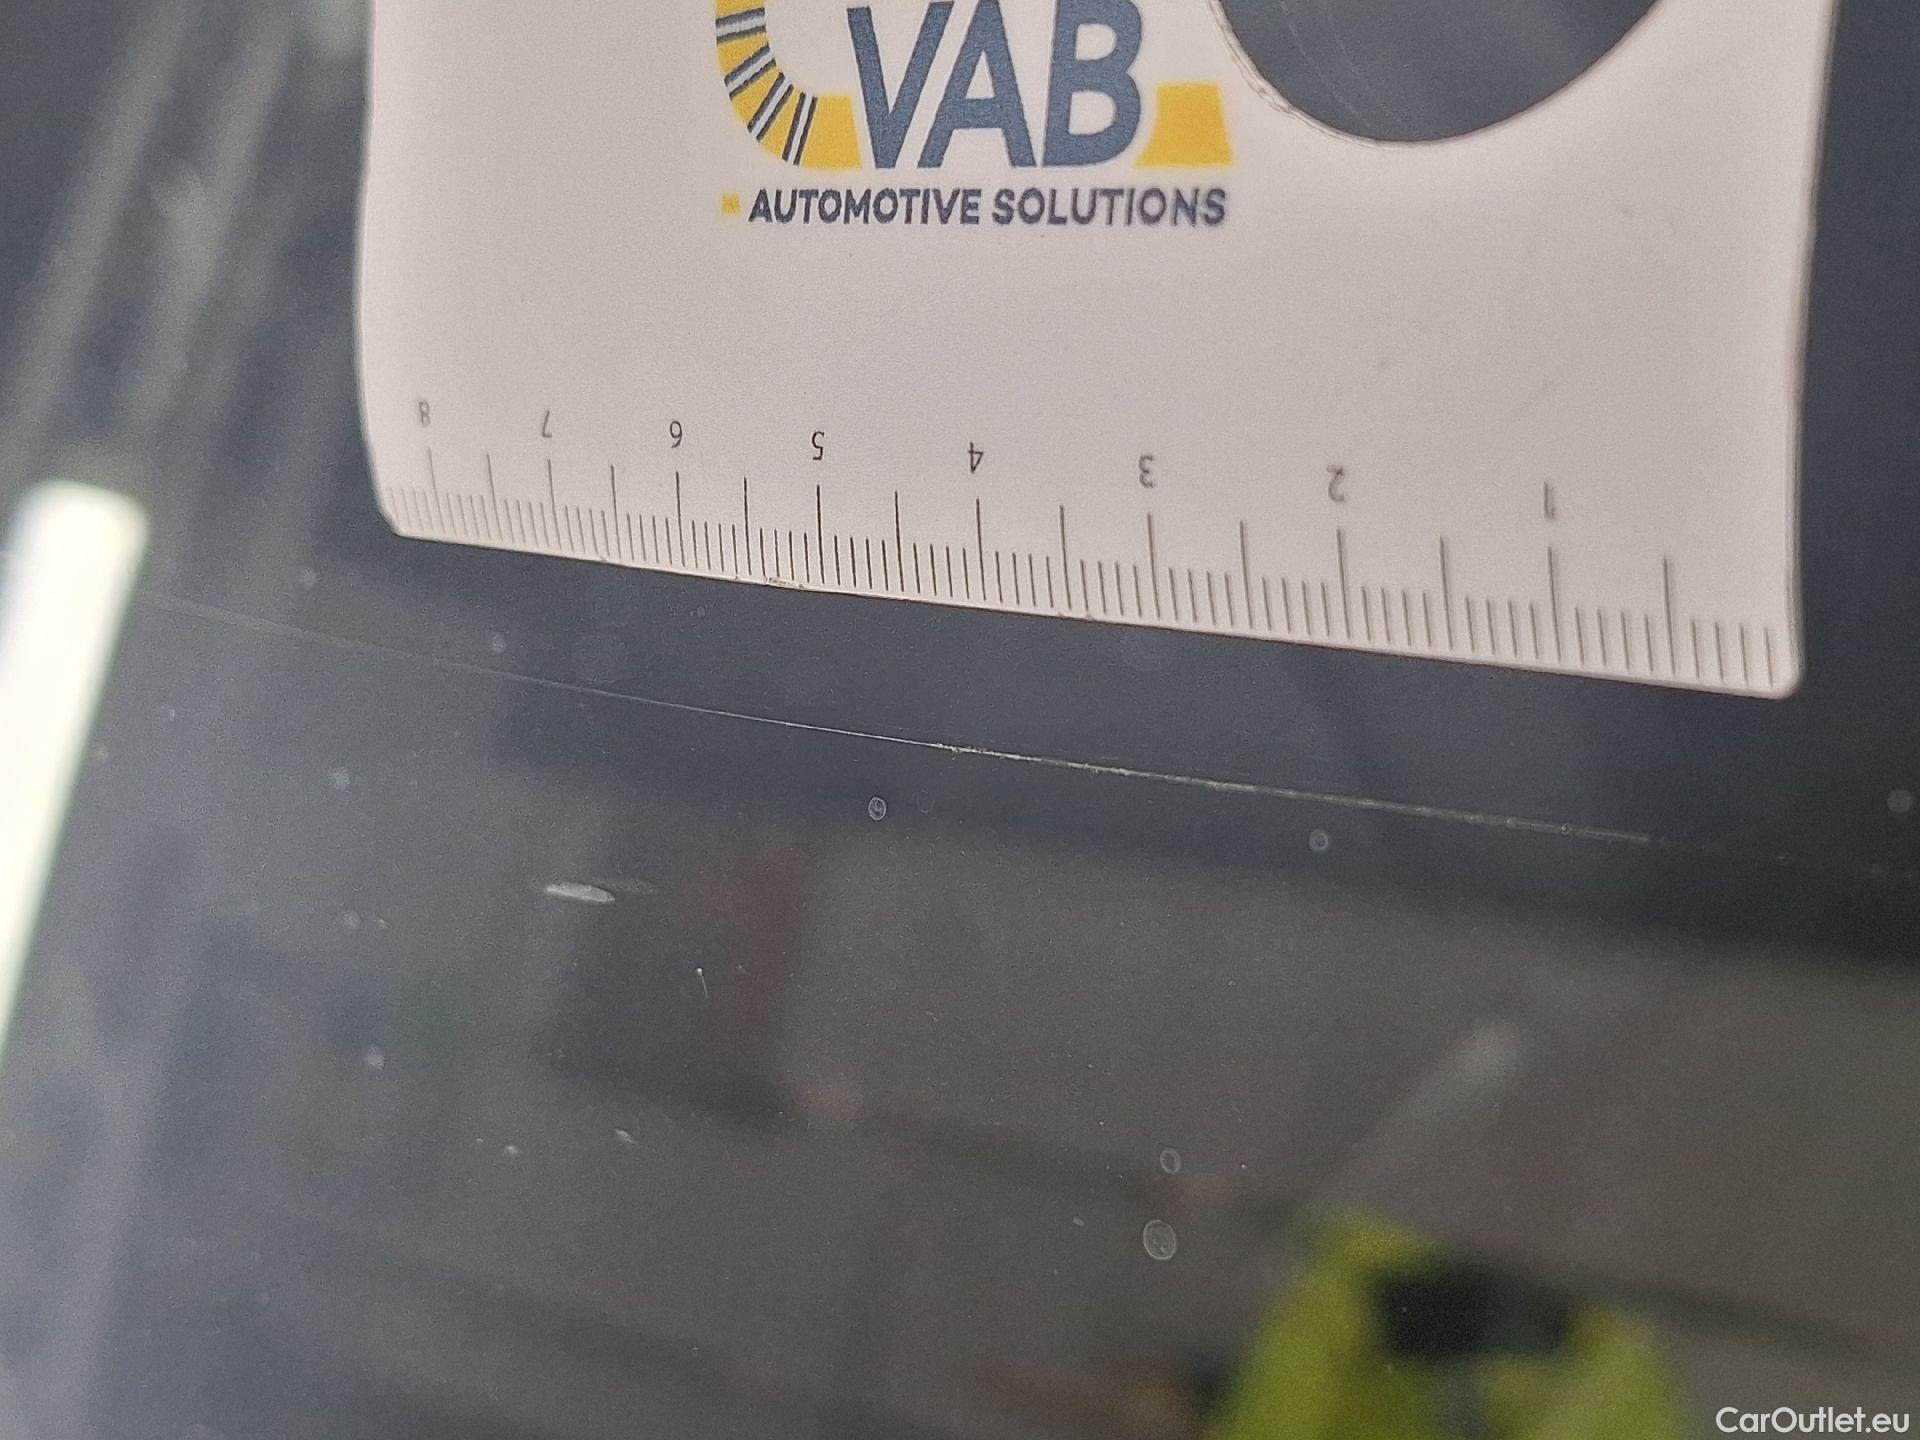 VAB
AUTOMOTIVE SOLUTIONS
8 7 6 5 4 3 2 1
CarOutlet.eu